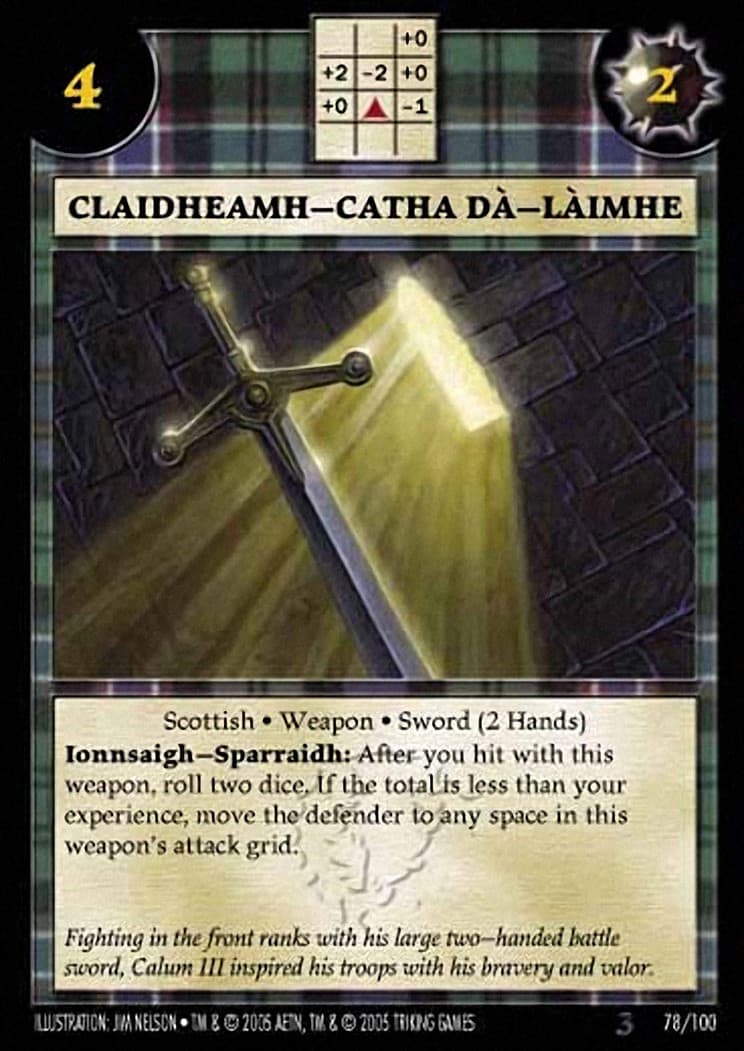 4
+0
+2 -2 +0
+0 -1
2
CLAIDHEAMH–CATHA DÀ–LÀIMHE
Scottish • Weapon • Sword (2 Hands)
Ionnsaigh–Sparraidh: After you hit with this
weapon, roll two dice. If the total is less than your
experience, move the defender to any space in this
weapon's attack grid.
Fighting in the front ranks with his large two–handed battle
sword, Calum III inspired his troops with his bravery and valor.
ILLUSTRATION: JIM NELSON • TM & © 2005 AETN, TM & © 2005 TRIKING GAMES
3 78/100